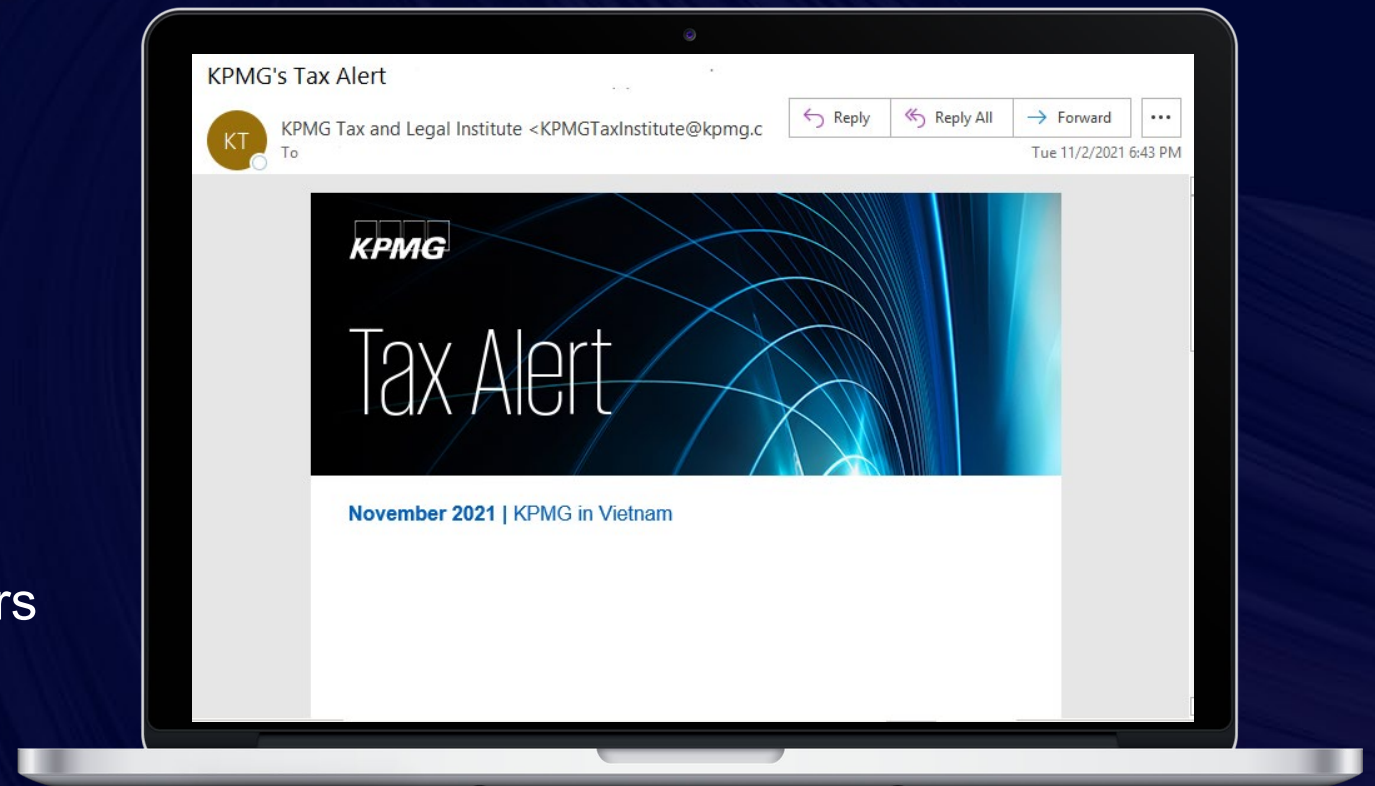 KPMG's Tax Alert
KT
KPMG Tax and Legal Institute <KPMGTaxInstitute@kpmg.c
Reply
Reply All
Forward
...
To
Tue 11/2/2021 6:43 PM
KPMG
Tax Alert
November 2021 | KPMG in Vietnam
rs